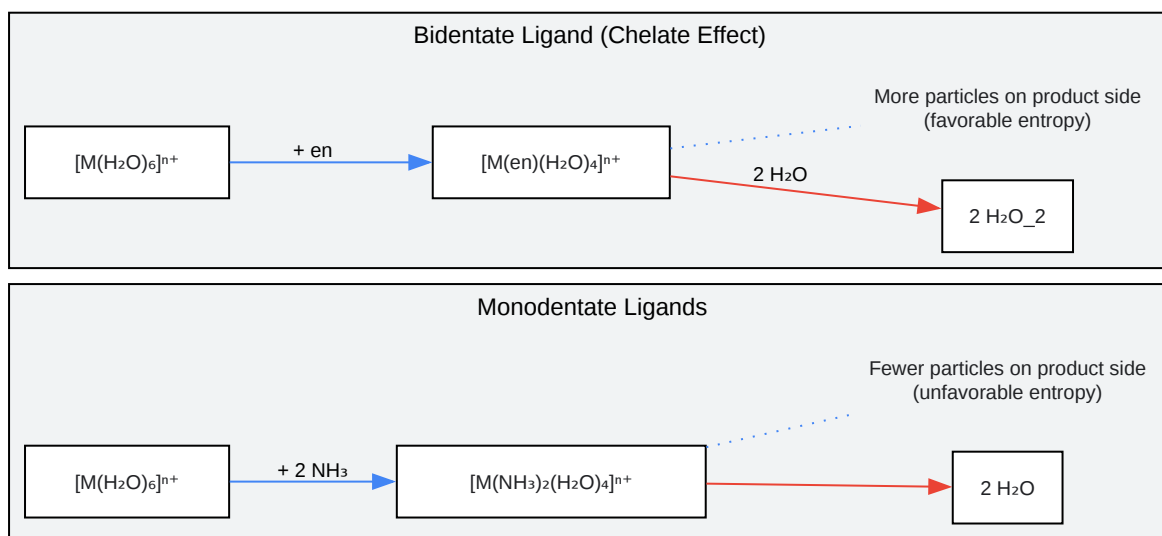 Bidentate Ligand (Chelate Effect)
More particles on product side
(favorable entropy)
[M(H₂O)₆]ⁿ⁺
+ en
[M(en)(H₂O)₄]ⁿ⁺
2 H₂O
2 H₂O_2
Monodentate Ligands
Fewer particles on product side
(unfavorable entropy)
[M(H₂O)₆]ⁿ⁺
+ 2 NH₃
[M(NH₃)₂(H₂O)₄]ⁿ⁺
2 H₂O